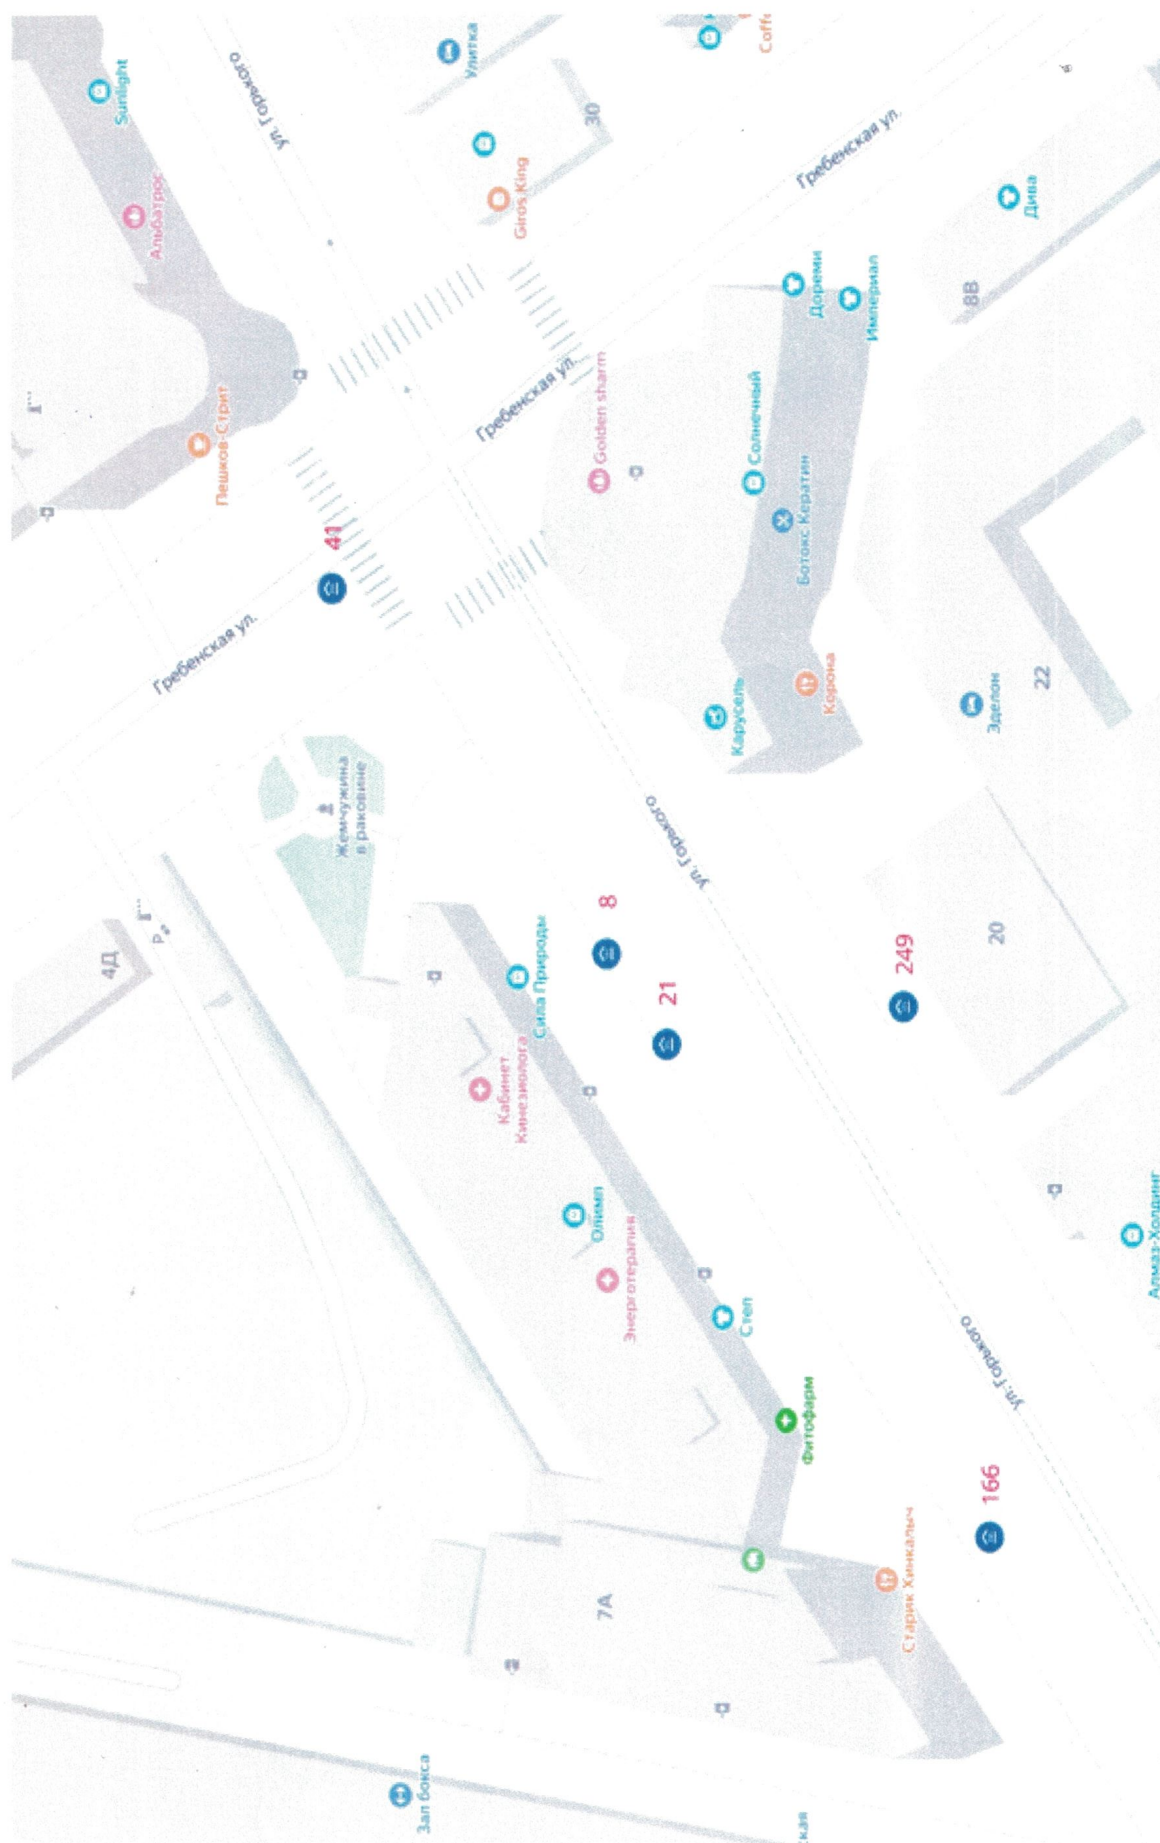 Sunlight
Альбатрос
ул. Горького
Улитка
Coff
30
Giros King
Гребенская ул.
Дива
8В
Пешков-Стрит
41
Гребенская ул.
Golden sharm
Дореми
Империал
Солнечный
Ботокс Кератин
Гребенская ул.
Карусель
Корона
Эделон
22
Жемчужина
в раковине
ул. Горького
4Д
P
Сила Природы
8
21
249
20
Кабинет
Кинезиолога
Олимп
Энерготерапия
Степ
Алмаз-Холдинг
ул. Горького
Фитофарм
166
7А
Старик Хинкалыч
Зал бокса
ская